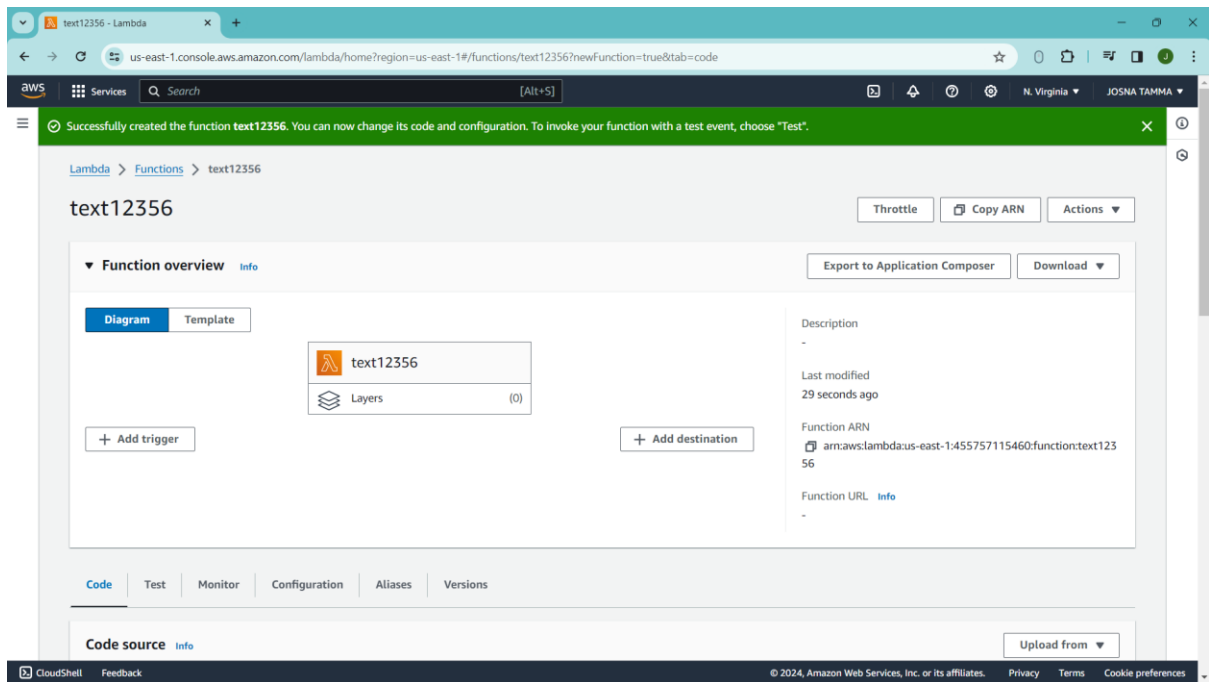 text12356 - Lambda
us-east-1.console.aws.amazon.com/lambda/home?region=us-east-1#/functions/text12356?newFunction=true&tab=code
J
aws Services Search [Alt+S] N. Virginia ▼ JOSNA TAMMA ▼
Successfully created the function text12356. You can now change its code and configuration. To invoke your function with a test event, choose "Test".
Lambda > Functions > text12356
text12356
Throttle Copy ARN Actions ▼
▼ Function overview Info
Export to Application Composer Download ▼
Diagram Template
text12356
Layers (0)
+ Add trigger
+ Add destination
Description
-
Last modified
29 seconds ago
Function ARN
arn:aws:lambda:us-east-1:455757115460:function:text123
56
Function URL Info
-
Code Test Monitor Configuration Aliases Versions
Code source Info
Upload from ▼
CloudShell Feedback © 2024, Amazon Web Services, Inc. or its affiliates. Privacy Terms Cookie preferences